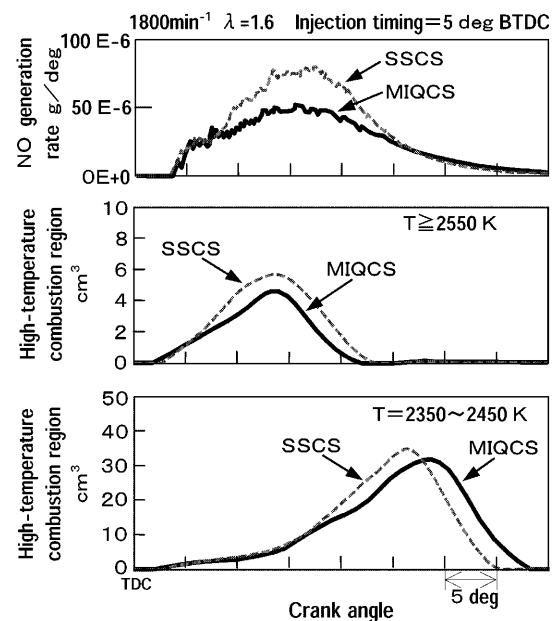 1800min⁻¹ λ=1.6 Injection timing=5 deg BTDC
100 E-6
50 E-6
0E+0
NO generation
rate g/deg
SSCS
MIQCS
10
8
6
4
2
0
High-temperature
combustion region
cm³
T≧2550 K
SSCS
MIQCS
50
40
30
20
10
0
High-temperature
combustion region
cm³
T=2350~2450 K
SSCS
MIQCS
TDC
5 deg
Crank angle